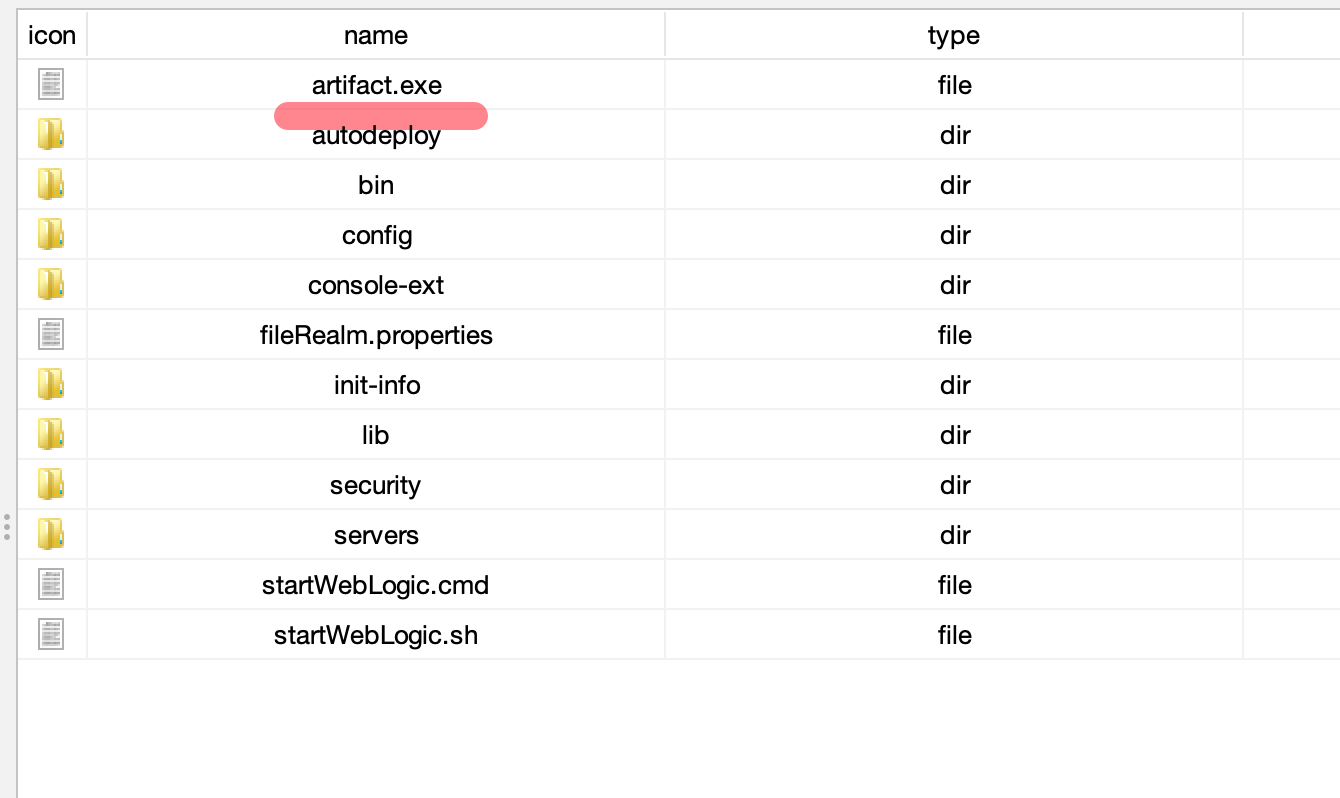 icon name type
artifact.exe file
autodeploy dir
bin dir
config dir
console-ext dir
fileRealm.properties file
init-info dir
lib dir
security dir
servers dir
startWebLogic.cmd file
startWebLogic.sh file